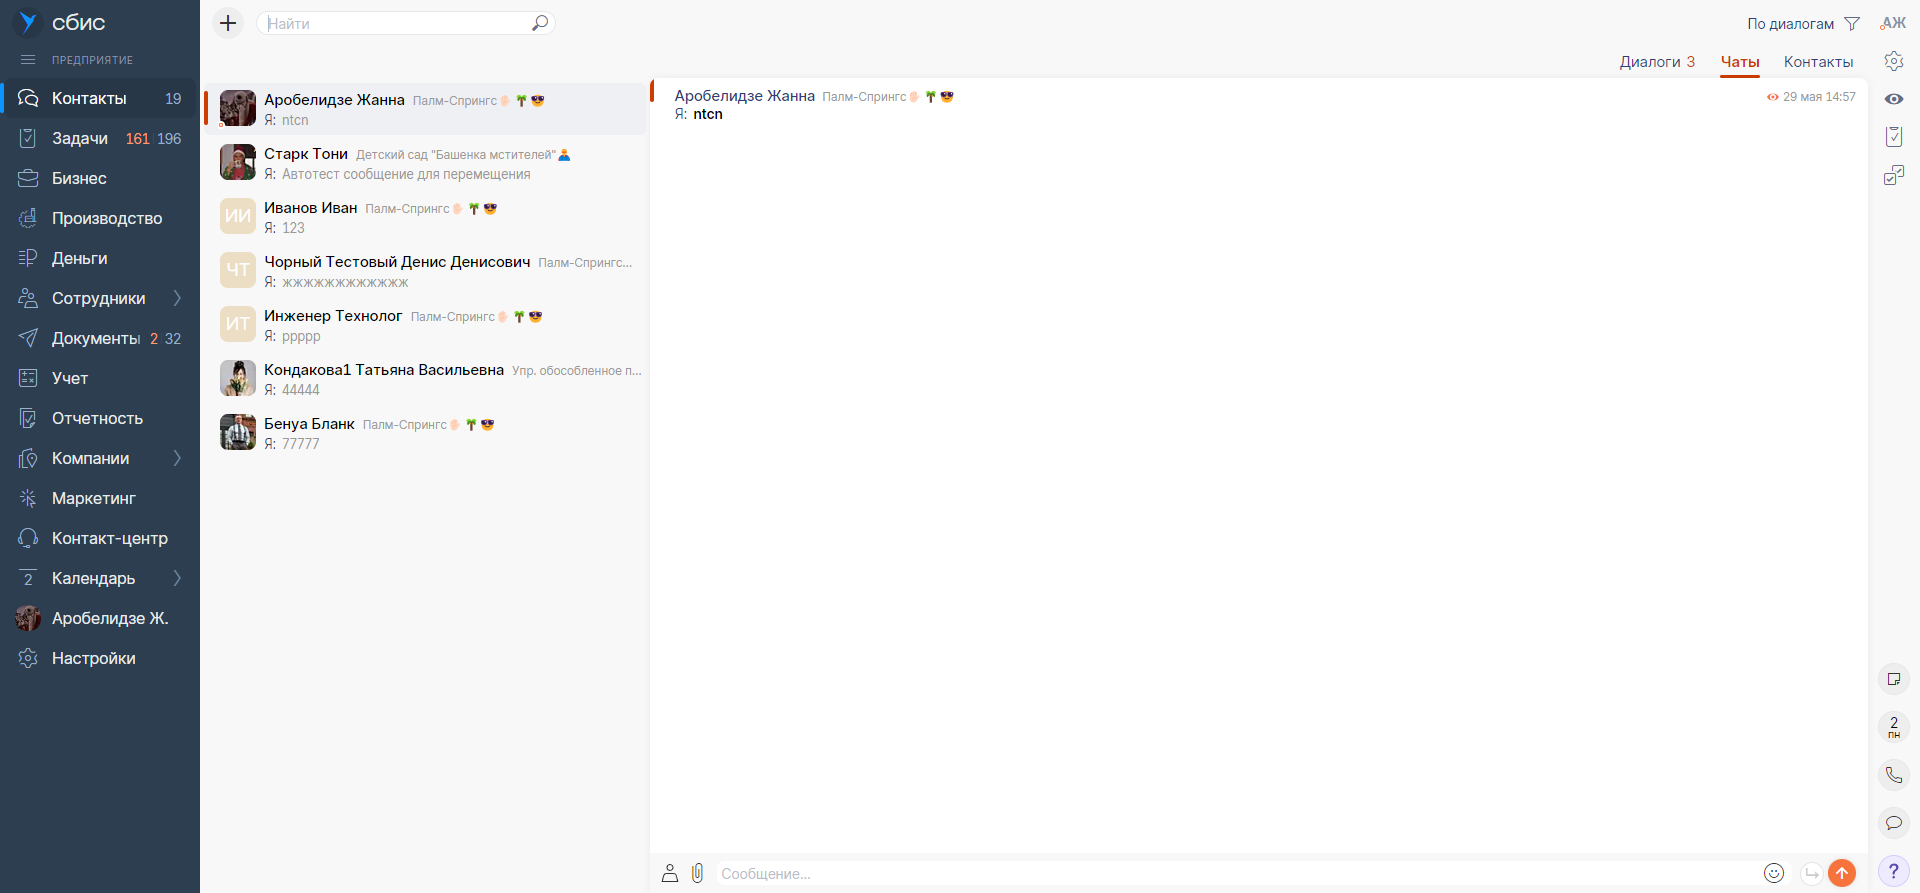 сбис
ПРЕДПРИЯТИЕ
Контакты 19
Задачи 161 196
Бизнес
Производство
Деньги
Сотрудники
Документы 2 32
Учет
Отчетность
Компании
Маркетинг
Контакт-центр
2 Календарь
Аробелидзе Ж.
Настройки
Найти
По диалогам
АЖ
Диалоги 3 Чаты Контакты
Аробелидзе Жанна Палм-Спрингс✋🏻🌴😎
Я: ntcn
Старк Тони Детский сад "Башенка мстителей"
Я: Автотест сообщение для перемещения
ИИ
Иванов Иван Палм-Спрингс✋🏻🌴😎
Я: 123
ЧТ
Чорный Тестовый Денис Денисович Палм-Спрингс...
Я: жжжжжжжжжжжж
ИТ
Инженер Технолог Палм-Спрингс✋🏻🌴😎
Я: ррррр
Кондакова1 Татьяна Васильевна Упр. обособленное п...
Я: 44444
Бенуа Бланк Палм-Спрингс✋🏻🌴😎
Я: 77777
Аробелидзе Жанна Палм-Спрингс✋🏻🌴😎 29 мая 14:57
Я: ntcn
2
ПН
Сообщение...
?